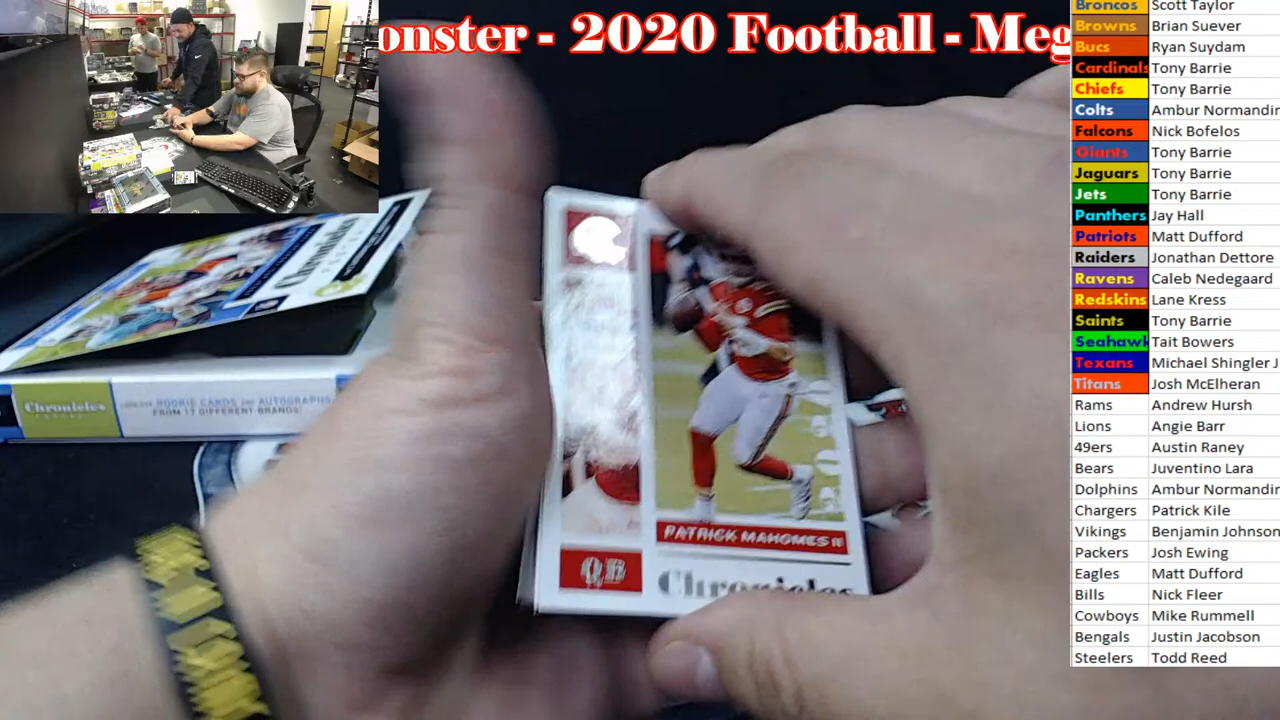 onster - 2020 Football - Meg
Broncos Scott Taylor
Browns Brian Suever
Bucs Ryan Suydam
Cardinals Tony Barrie
Chiefs Tony Barrie
Colts Ambur Normandin
Falcons Nick Bofelos
Giants Tony Barrie
Jaguars Tony Barrie
Jets Tony Barrie
Panthers Jay Hall
Patriots Matt Dufford
Raiders Jonathan Dettore
Ravens Caleb Nedegaard
Redskins Lane Kress
Saints Tony Barrie
Seahawk Tait Bowers
Texans Michael Shingler J
Titans Josh McElheran
Rams Andrew Hursh
Lions Angie Barr
49ers Austin Raney
Bears Juventino Lara
Dolphins Ambur Normandin
Chargers Patrick Kile
Vikings Benjamin Johnson
Packers Josh Ewing
Eagles Matt Dufford
Bills Nick Fleer
Cowboys Mike Rummell
Bengals Justin Jacobson
Steelers Todd Reed
Chronicles
Chronicles
ROOKIE CARDS AND AUTOGRAPHS
FROM 17 DIFFERENT BRANDS!
2020
PATRICK MAHOMES II
QB
Chronicles